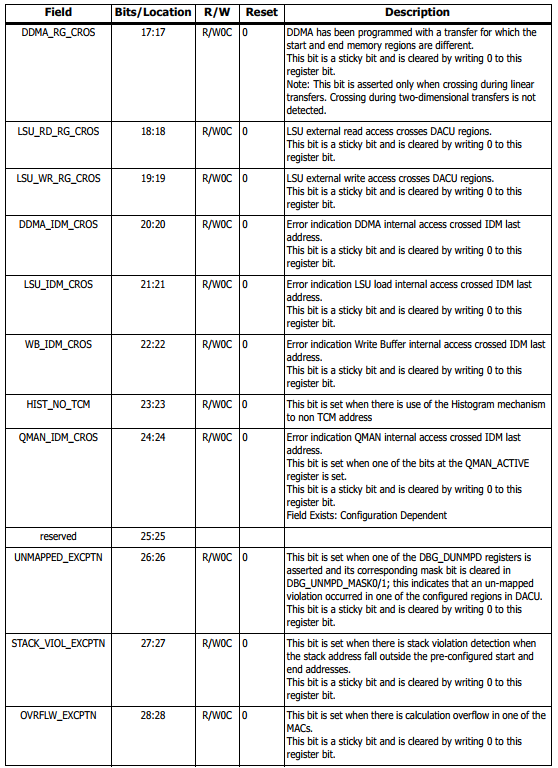 Field Bits/Location R/W Reset Description
DDMA_RG_CROS 17:17 R/W0C 0 DDMA has been programmed with a transfer for which the
start and end memory regions are different.
This bit is a sticky bit and is cleared by writing 0 to this
register bit.
Note: This bit is asserted only when crossing during linear
transfers. Crossing during two-dimensional transfers is not
detected.
LSU_RD_RG_CROS 18:18 R/W0C 0 LSU external read access crosses DACU regions.
This bit is a sticky bit and is cleared by writing 0 to this
register bit.
LSU_WR_RG_CROS 19:19 R/W0C 0 LSU external write access crosses DACU regions.
This bit is a sticky bit and is cleared by writing 0 to this
register bit.
DDMA_IDM_CROS 20:20 R/W0C 0 Error indication DDMA internal access crossed IDM last
address.
This bit is a sticky bit and is cleared by writing 0 to this
register bit.
LSU_IDM_CROS 21:21 R/W0C 0 Error indication LSU load internal access crossed IDM last
address.
This bit is a sticky bit and is cleared by writing 0 to this
register bit.
WB_IDM_CROS 22:22 R/W0C 0 Error indication Write Buffer internal access crossed IDM last
address.
This bit is a sticky bit and is cleared by writing 0 to this
register bit.
HIST_NO_TCM 23:23 R/W0C 0 This bit is set when there is use of the Histogram mechanism
to non TCM address
QMAN_IDM_CROS 24:24 R/W0C 0 Error indication QMAN internal access crossed IDM last
address.
This bit is set when one of the bits at the QMAN_ACTIVE
register is set.
This bit is a sticky bit and is cleared by writing 0 to this
register bit.
Field Exists: Configuration Dependent
reserved 25:25
UNMAPPED_EXCPTN 26:26 R/W0C 0 This bit is set when one of the DBG_DUNMPD registers is
asserted and its corresponding mask bit is cleared in
DBG_UNMPD_MASK0/1; this indicates that an un-mapped
violation occurred in one of the configured regions in DACU.
This bit is a sticky bit and is cleared by writing 0 to this
register bit.
STACK_VIOL_EXCPTN 27:27 R/W0C 0 This bit is set when there is stack violation detection when
the stack address fall outside the pre-configured start and
end addresses.
This bit is a sticky bit and is cleared by writing 0 to this
register bit.
OVRFLW_EXCPTN 28:28 R/W0C 0 This bit is set when there is calculation overflow in one of the
MACs.
This bit is a sticky bit and is cleared by writing 0 to this
register bit.